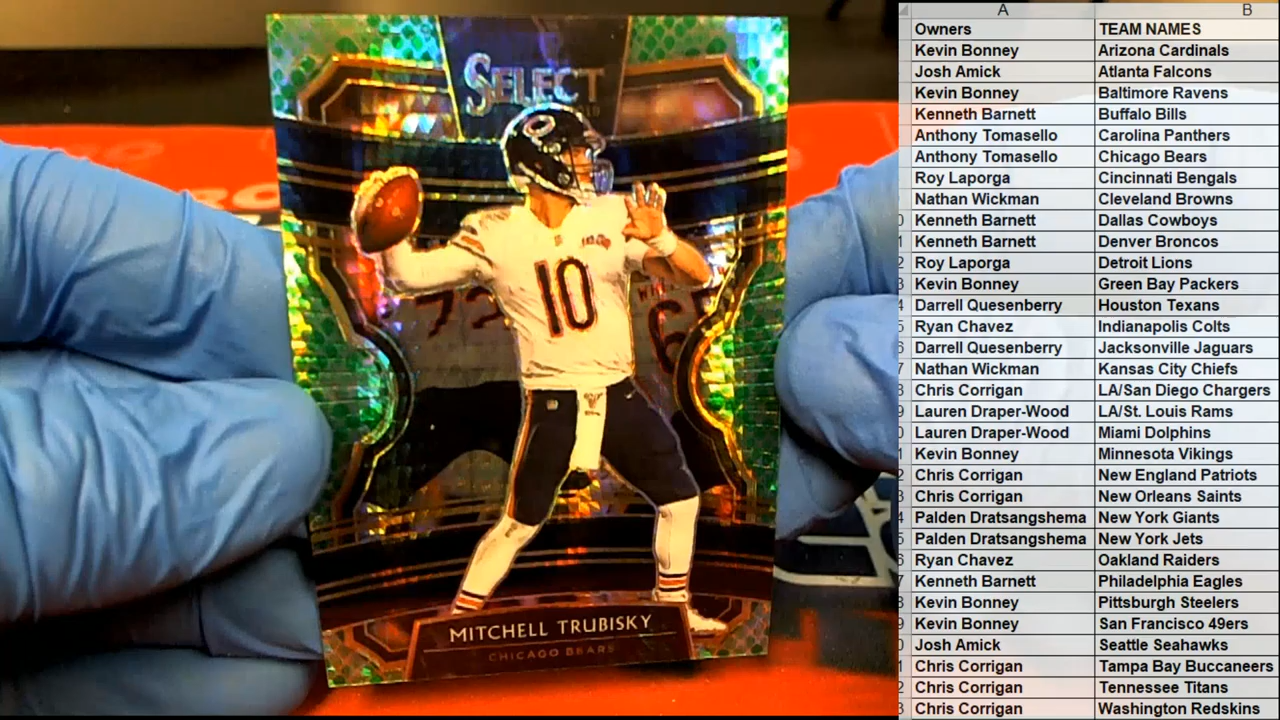 SELECT
10
72
MITCHELL TRUBISKY
CHICAGO BEARS
A B
Owners TEAM NAMES
Kevin Bonney Arizona Cardinals
Josh Amick Atlanta Falcons
Kevin Bonney Baltimore Ravens
Kenneth Barnett Buffalo Bills
Anthony Tomasello Carolina Panthers
Anthony Tomasello Chicago Bears
Roy Laporga Cincinnati Bengals
Nathan Wickman Cleveland Browns
Kenneth Barnett Dallas Cowboys
Kenneth Barnett Denver Broncos
Roy Laporga Detroit Lions
Kevin Bonney Green Bay Packers
Darrell Quesenberry Houston Texans
Ryan Chavez Indianapolis Colts
Darrell Quesenberry Jacksonville Jaguars
Nathan Wickman Kansas City Chiefs
Chris Corrigan LA/San Diego Chargers
Lauren Draper-Wood LA/St. Louis Rams
Lauren Draper-Wood Miami Dolphins
Kevin Bonney Minnesota Vikings
Chris Corrigan New England Patriots
Chris Corrigan New Orleans Saints
Palden Dratsangshema New York Giants
Palden Dratsangshema New York Jets
Ryan Chavez Oakland Raiders
Kenneth Barnett Philadelphia Eagles
Kevin Bonney Pittsburgh Steelers
Kevin Bonney San Francisco 49ers
Josh Amick Seattle Seahawks
Chris Corrigan Tampa Bay Buccaneers
Chris Corrigan Tennessee Titans
Chris Corrigan Washington Redskins